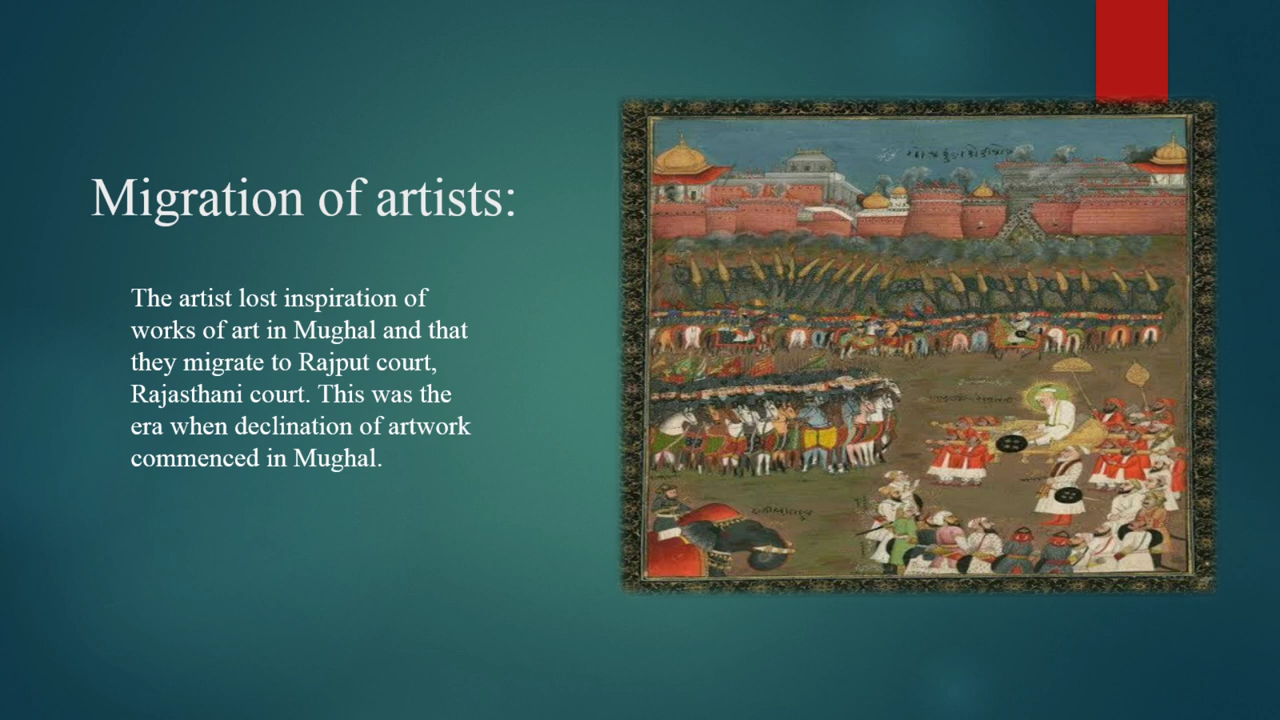 Migration of artists:
The artist lost inspiration of
works of art in Mughal and that
they migrate to Rajput court,
Rajasthani court. This was the
era when declination of artwork
commenced in Mughal.